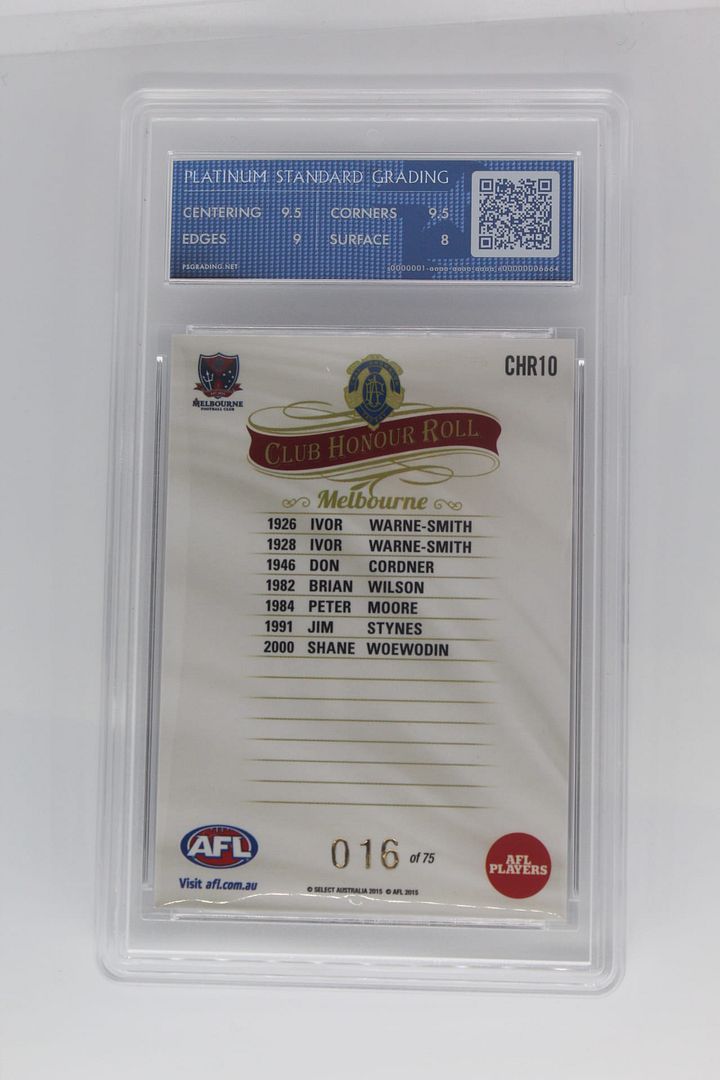 PLATINUM STANDARD GRADING
CENTERING 9.5 CORNERS 9.5
EDGES 9 SURFACE 8
PSGRADING.NET
CHR10
MELBOURNE
FOOTBALL CLUB
CLUB HONOUR ROLL
Melbourne
1926 IVOR WARNE-SMITH
1928 IVOR WARNE-SMITH
1946 DON CORDNER
1982 BRIAN WILSON
1984 PETER MOORE
1991 JIM STYNES
2000 SHANE WOEWODIN
AFL
Visit afl.com.au
016 of 75
© SELECT AUSTRALIA 2015 © AFL 2015
AFL
PLAYERS